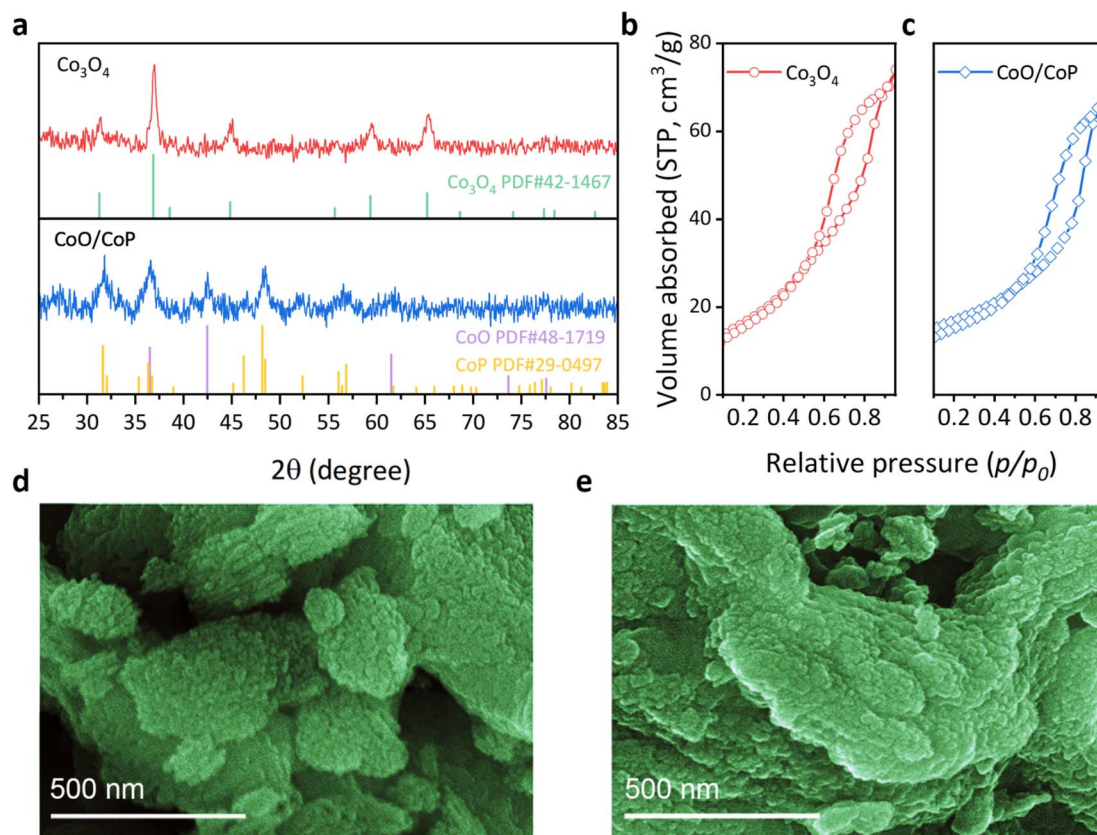 a
Co₃O₄
Co₃O₄ PDF#42-1467
CoO/CoP
CoO PDF#48-1719
CoP PDF#29-0497
25 30 35 40 45 50 55 60 65 70 75 80 85
2θ (degree)
b
Co₃O₄
Volume absorbed (STP, cm³/g)
80
60
40
20
0
0.2 0.4 0.6 0.8
c
CoO/CoP
0.2 0.4 0.6 0.8
Relative pressure (p/p₀)
d
500 nm
e
500 nm